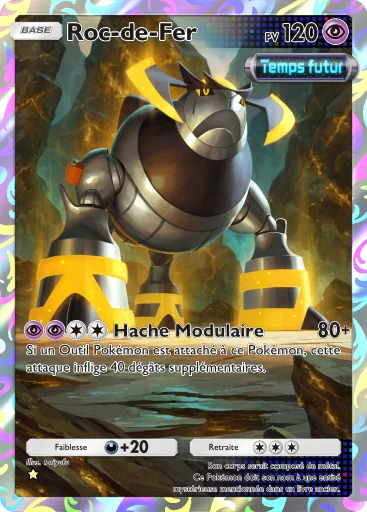 BASE Roc-de-Fer PV 120
Temps futur
Hache Modulaire 80+
Si un Outil Pokémon est attaché à ce Pokémon, cette
attaque inflige 40 dégâts supplémentaires.
Faiblesse +20 Retraite
Illus. toriyufu
Son corps serait composé de métal.
Ce Pokémon doit son nom à une entité
mystérieuse mentionnée dans un livre ancien.